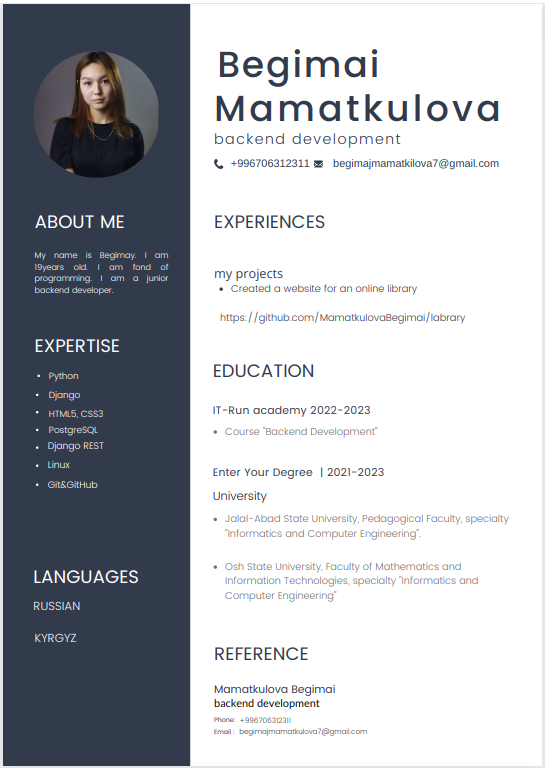 Begimai
Mamatkulova
backend development
+996706312311 begimajmamatkilova7@gmail.com
ABOUT ME
My name is Begimay. I am
19years old. I am fond of
programming. I am a junior
backend developer.
EXPERTISE
• Python
• Django
• HTML5, CSS3
• PostgreSQL
• Django REST
• Linux
• Git&GitHub
LANGUAGES
RUSSIAN
KYRGYZ
EXPERIENCES
my projects
• Created a website for an online library
https://github.com/MamatkulovaBegimai/labrary
EDUCATION
IT-Run academy 2022-2023
• Course "Backend Development"
Enter Your Degree | 2021-2023
University
• Jalal-Abad State University, Pedagogical Faculty, specialty
"Informatics and Computer Engineering".
• Osh State University, Faculty of Mathematics and
Information Technologies, specialty "Informatics and
Computer Engineering"
REFERENCE
Mamatkulova Begimai
backend development
Phone: +996706312311
Email : begimajmamatkilova7@gmail.com